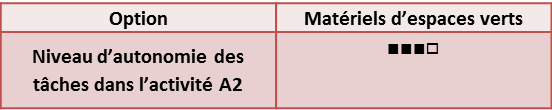 Option
Matériels d'espaces verts
Niveau d'autonomie des
tâches dans l'activité A2
■■■□